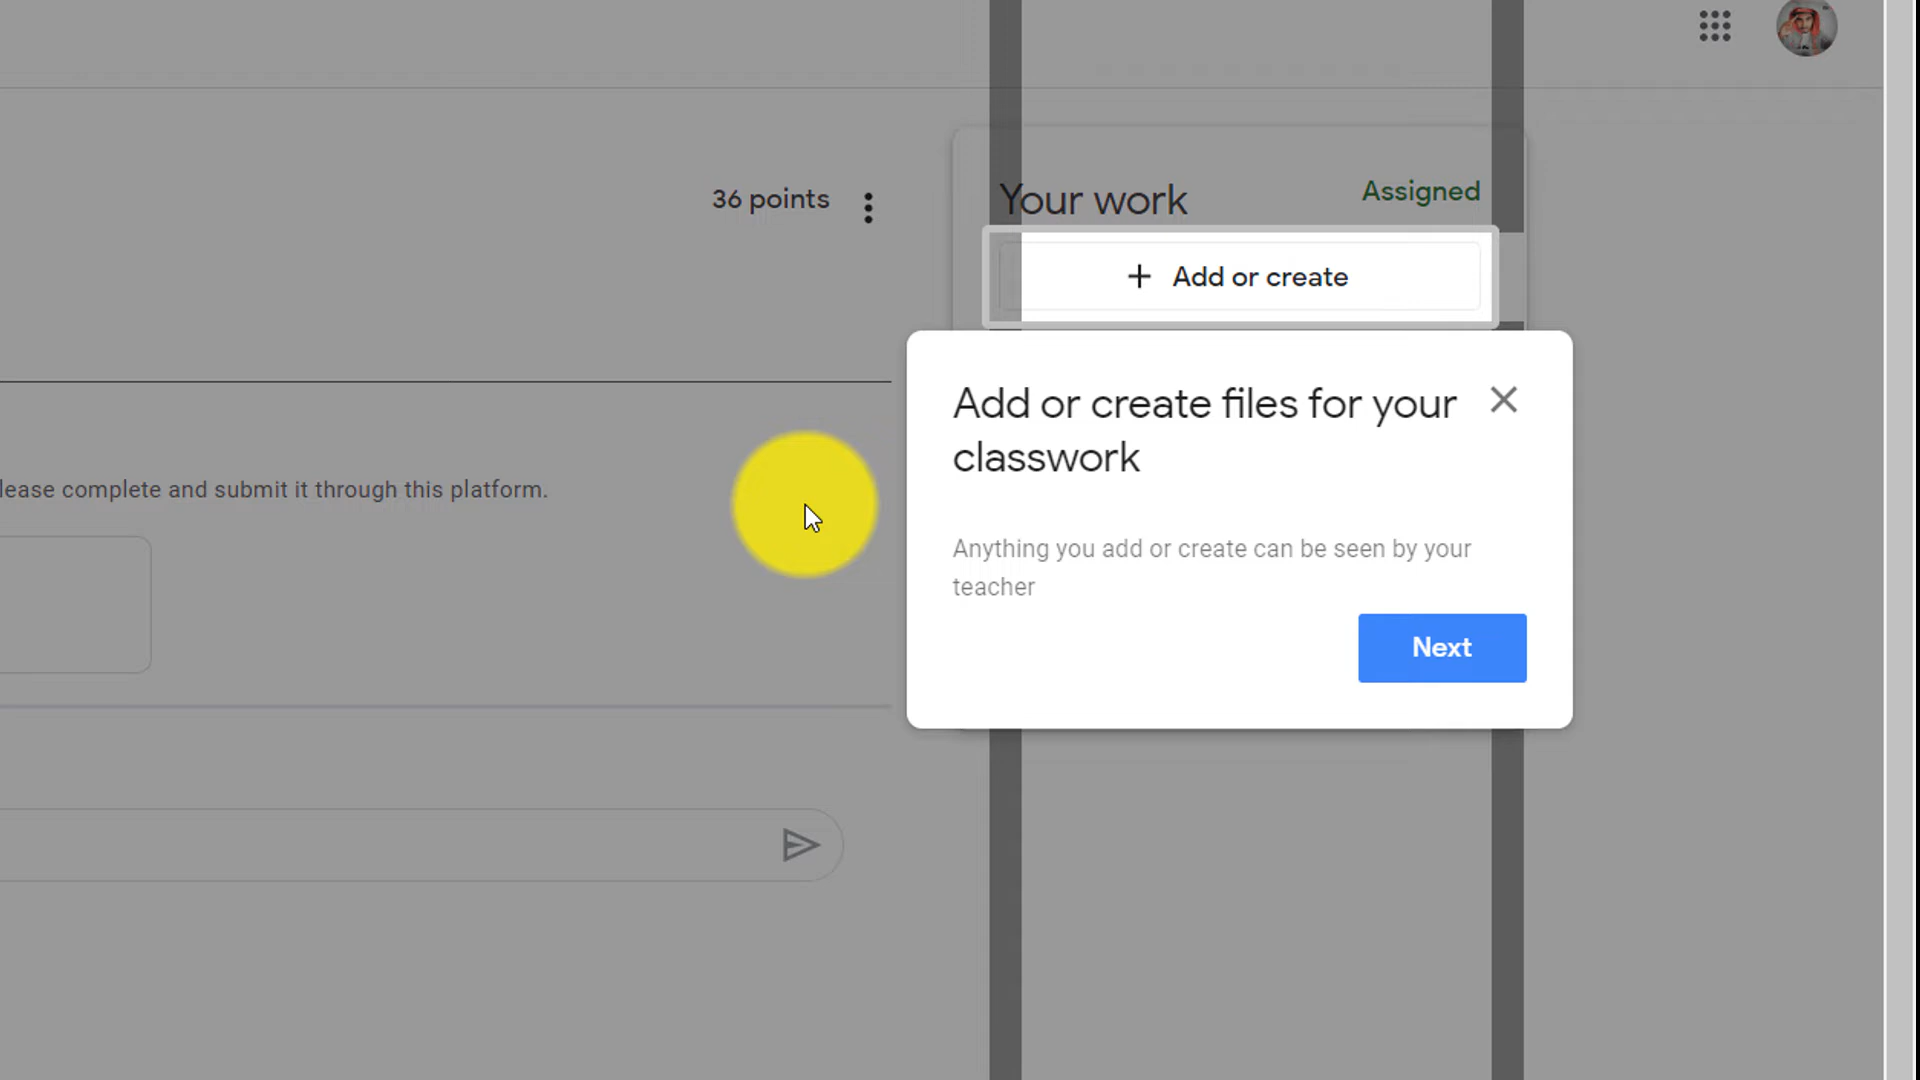 36 points
Your work
Assigned
+ Add or create
Add or create files for your
classwork
Anything you add or create can be seen by your
teacher
Next
lease complete and submit it through this platform.